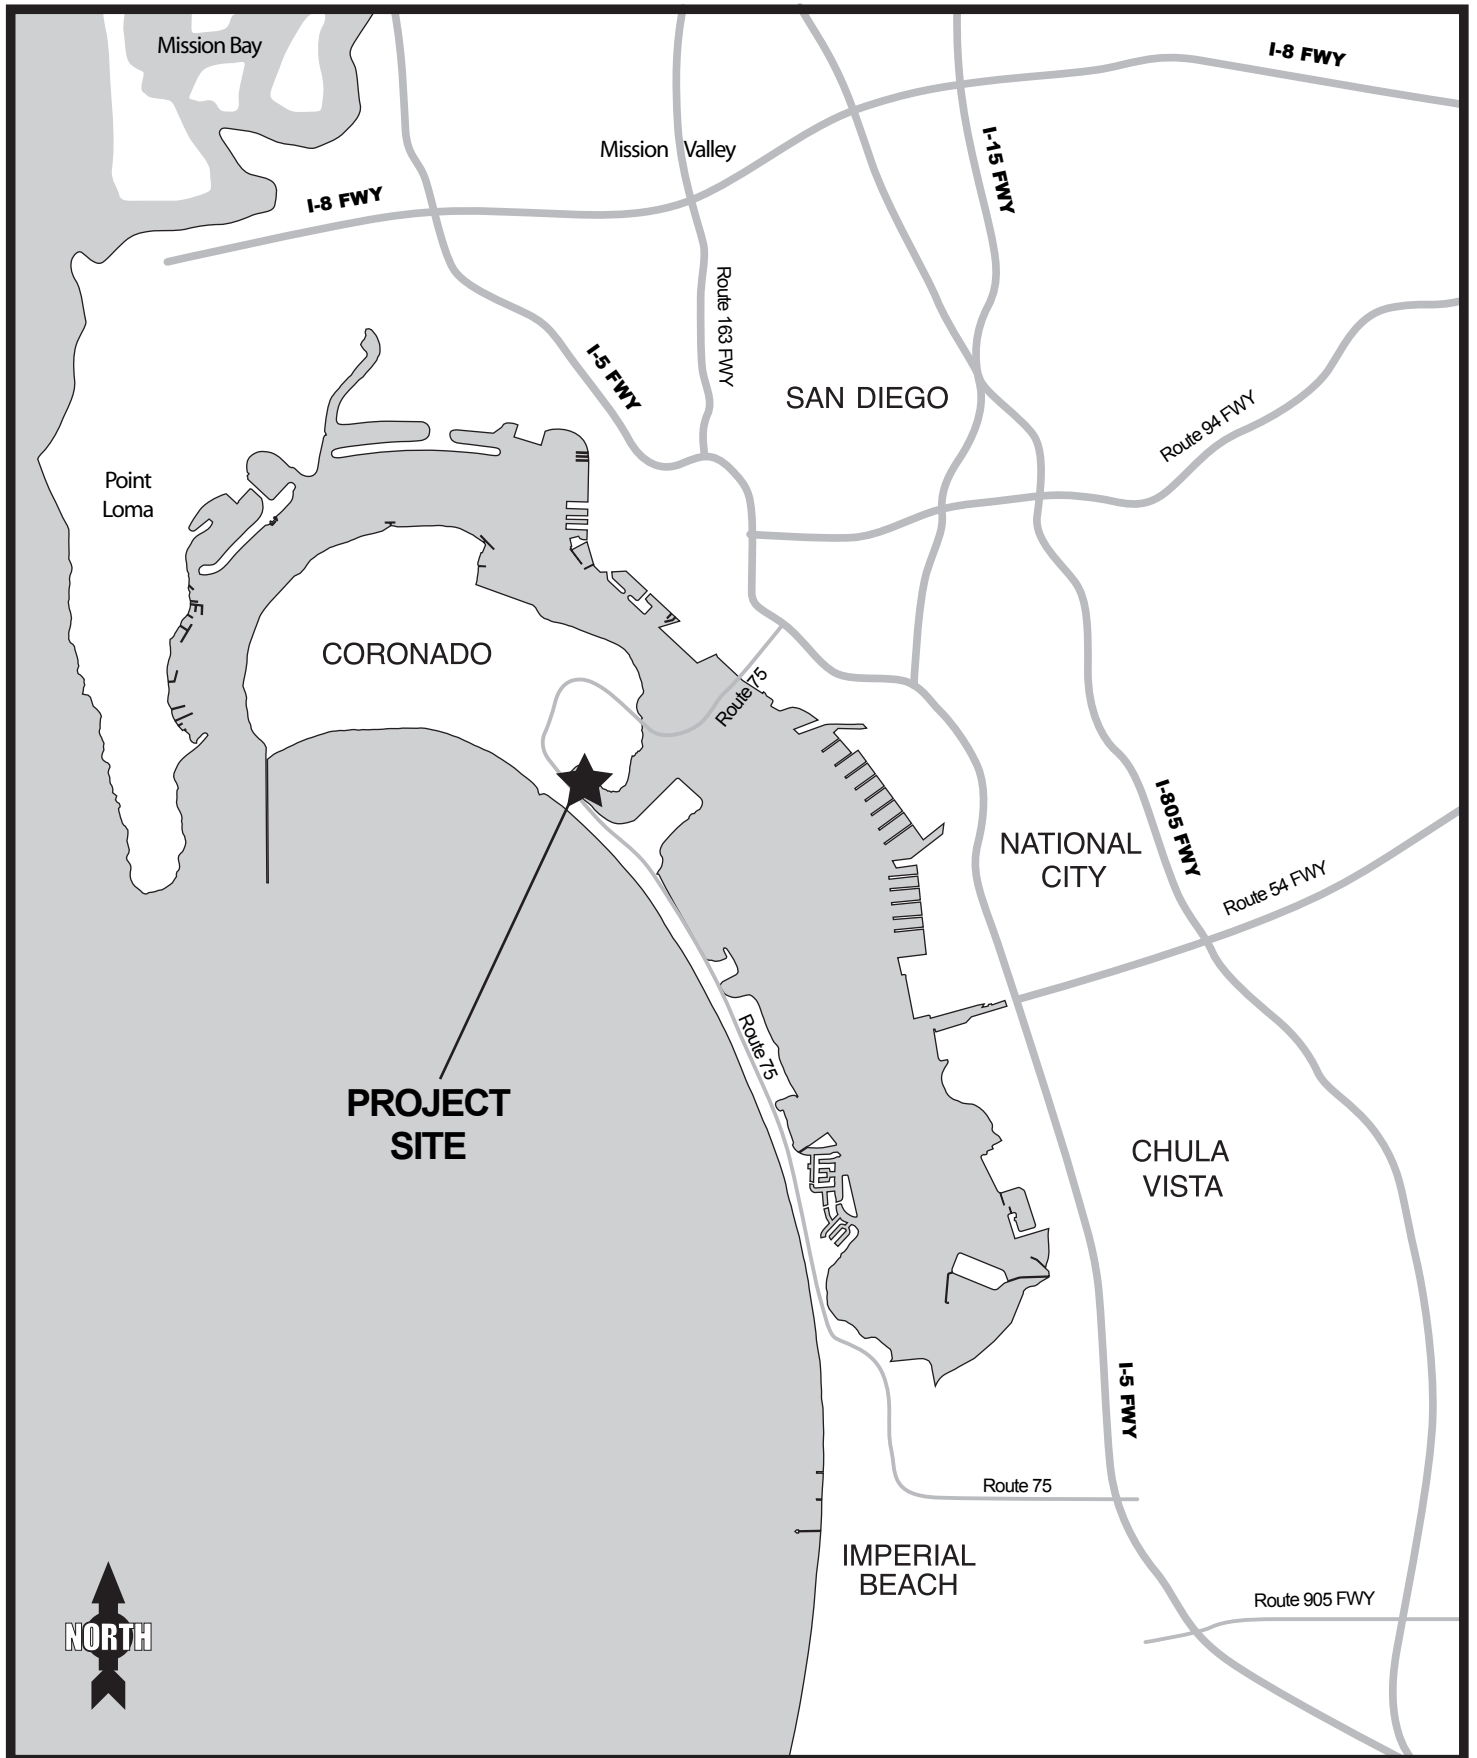 Mission Bay
I-8 FWY
I-15 FWY
Mission Valley
I-8 FWY
Route 163 FWY
I-5 FWY
SAN DIEGO
Route 94 FWY
Point
Loma
CORONADO
Route 75
I-805 FWY
NATIONAL
CITY
Route 54 FWY
Route 75
PROJECT
SITE
CHULA
VISTA
I-5 FWY
Route 75
IMPERIAL
BEACH
Route 905 FWY
NORTH